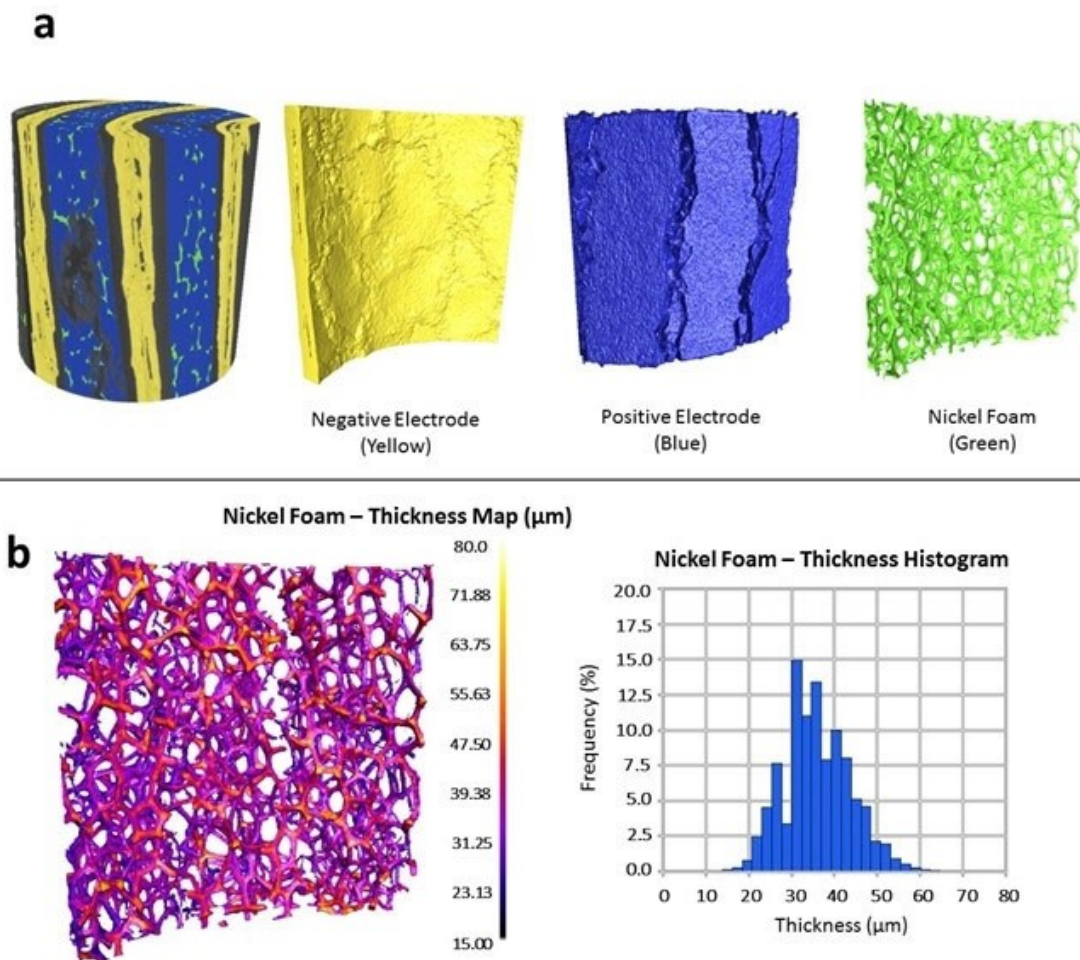 a
Negative Electrode
(Yellow)
Positive Electrode
(Blue)
Nickel Foam
(Green)
b
Nickel Foam – Thickness Map (µm)
80.0
71.88
63.75
55.63
47.50
39.38
31.25
23.13
15.00
Nickel Foam – Thickness Histogram
Frequency (%)
20.0
17.5
15.0
12.5
10.0
7.5
5.0
2.5
0.0
0 10 20 30 40 50 60 70 80
Thickness (µm)